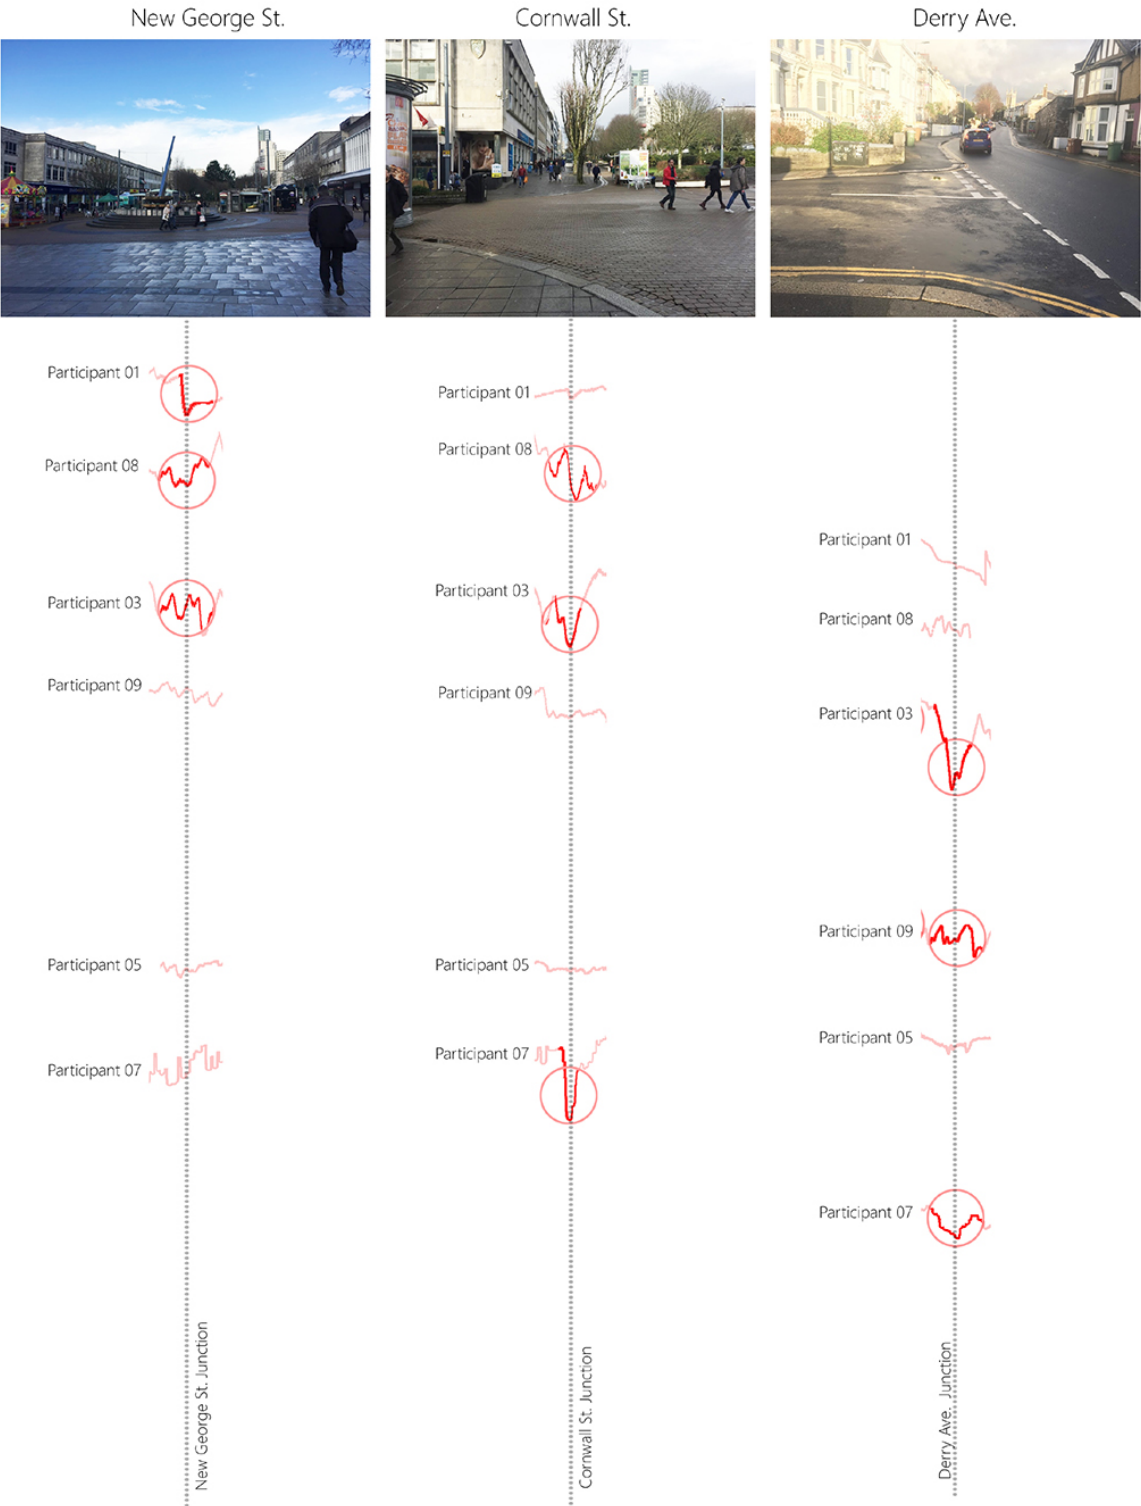 New George St.
Cornwall St.
Derry Ave.
Participant 01
Participant 08
Participant 03
Participant 09
Participant 05
Participant 07
New George St. Junction
Participant 01
Participant 08
Participant 03
Participant 09
Participant 05
Participant 07
Cornwall St. Junction
Participant 01
Participant 08
Participant 03
Participant 09
Participant 05
Participant 07
Derry Ave. Junction